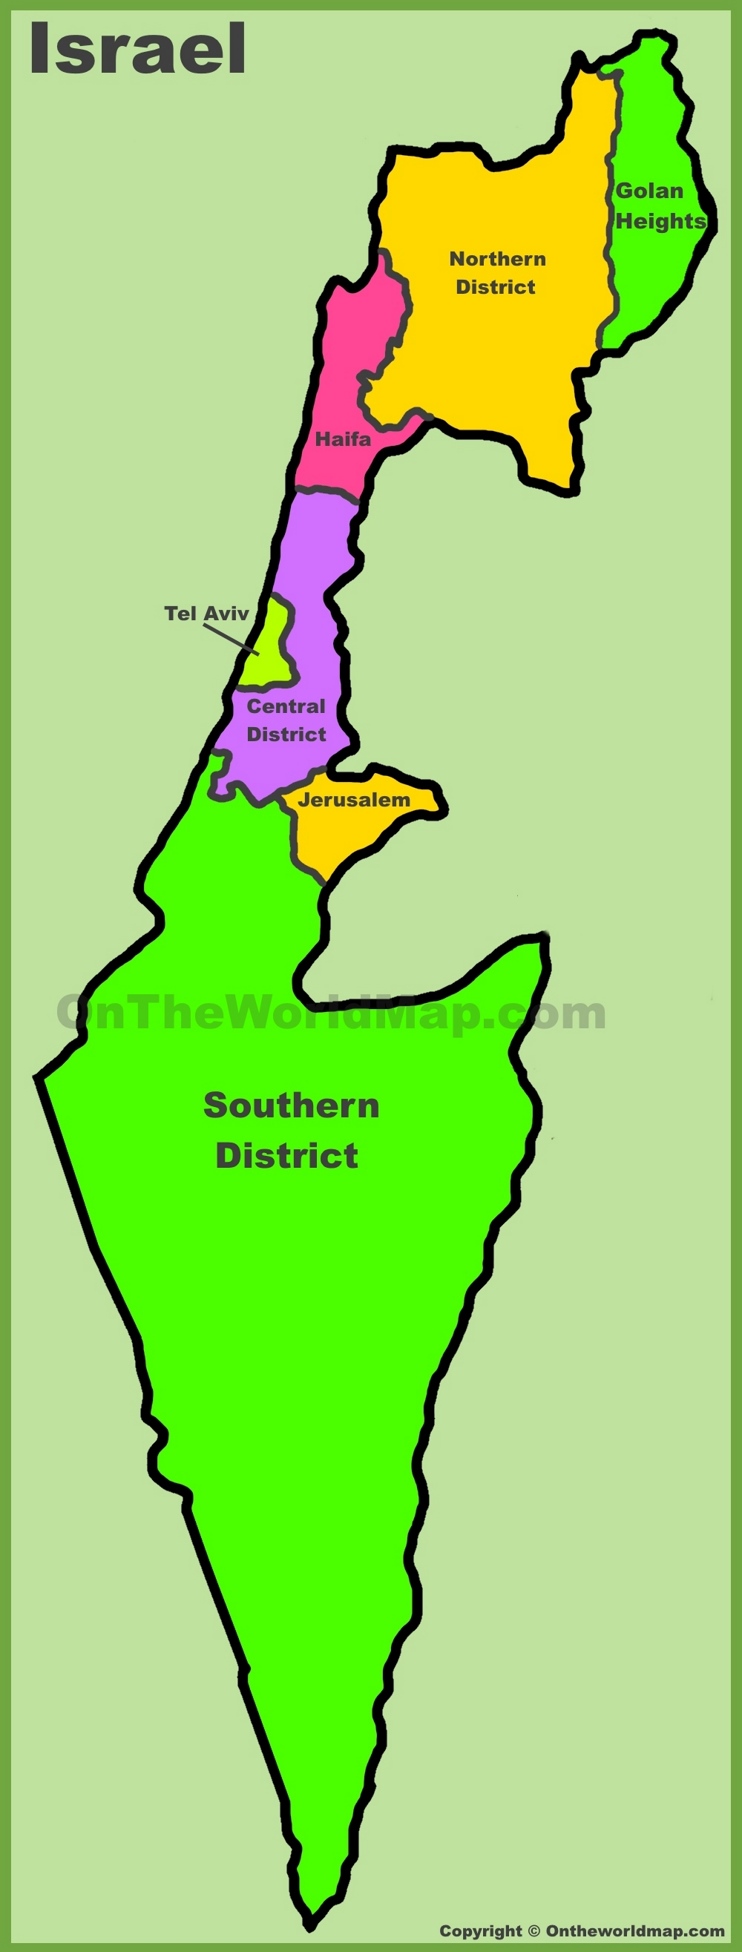 Israel
Golan
Heights
Northern
District
Haifa
Tel Aviv
Central
District
Jerusalem
OnTheWorldMap.com
Southern
District
Copyright © Ontheworldmap.com